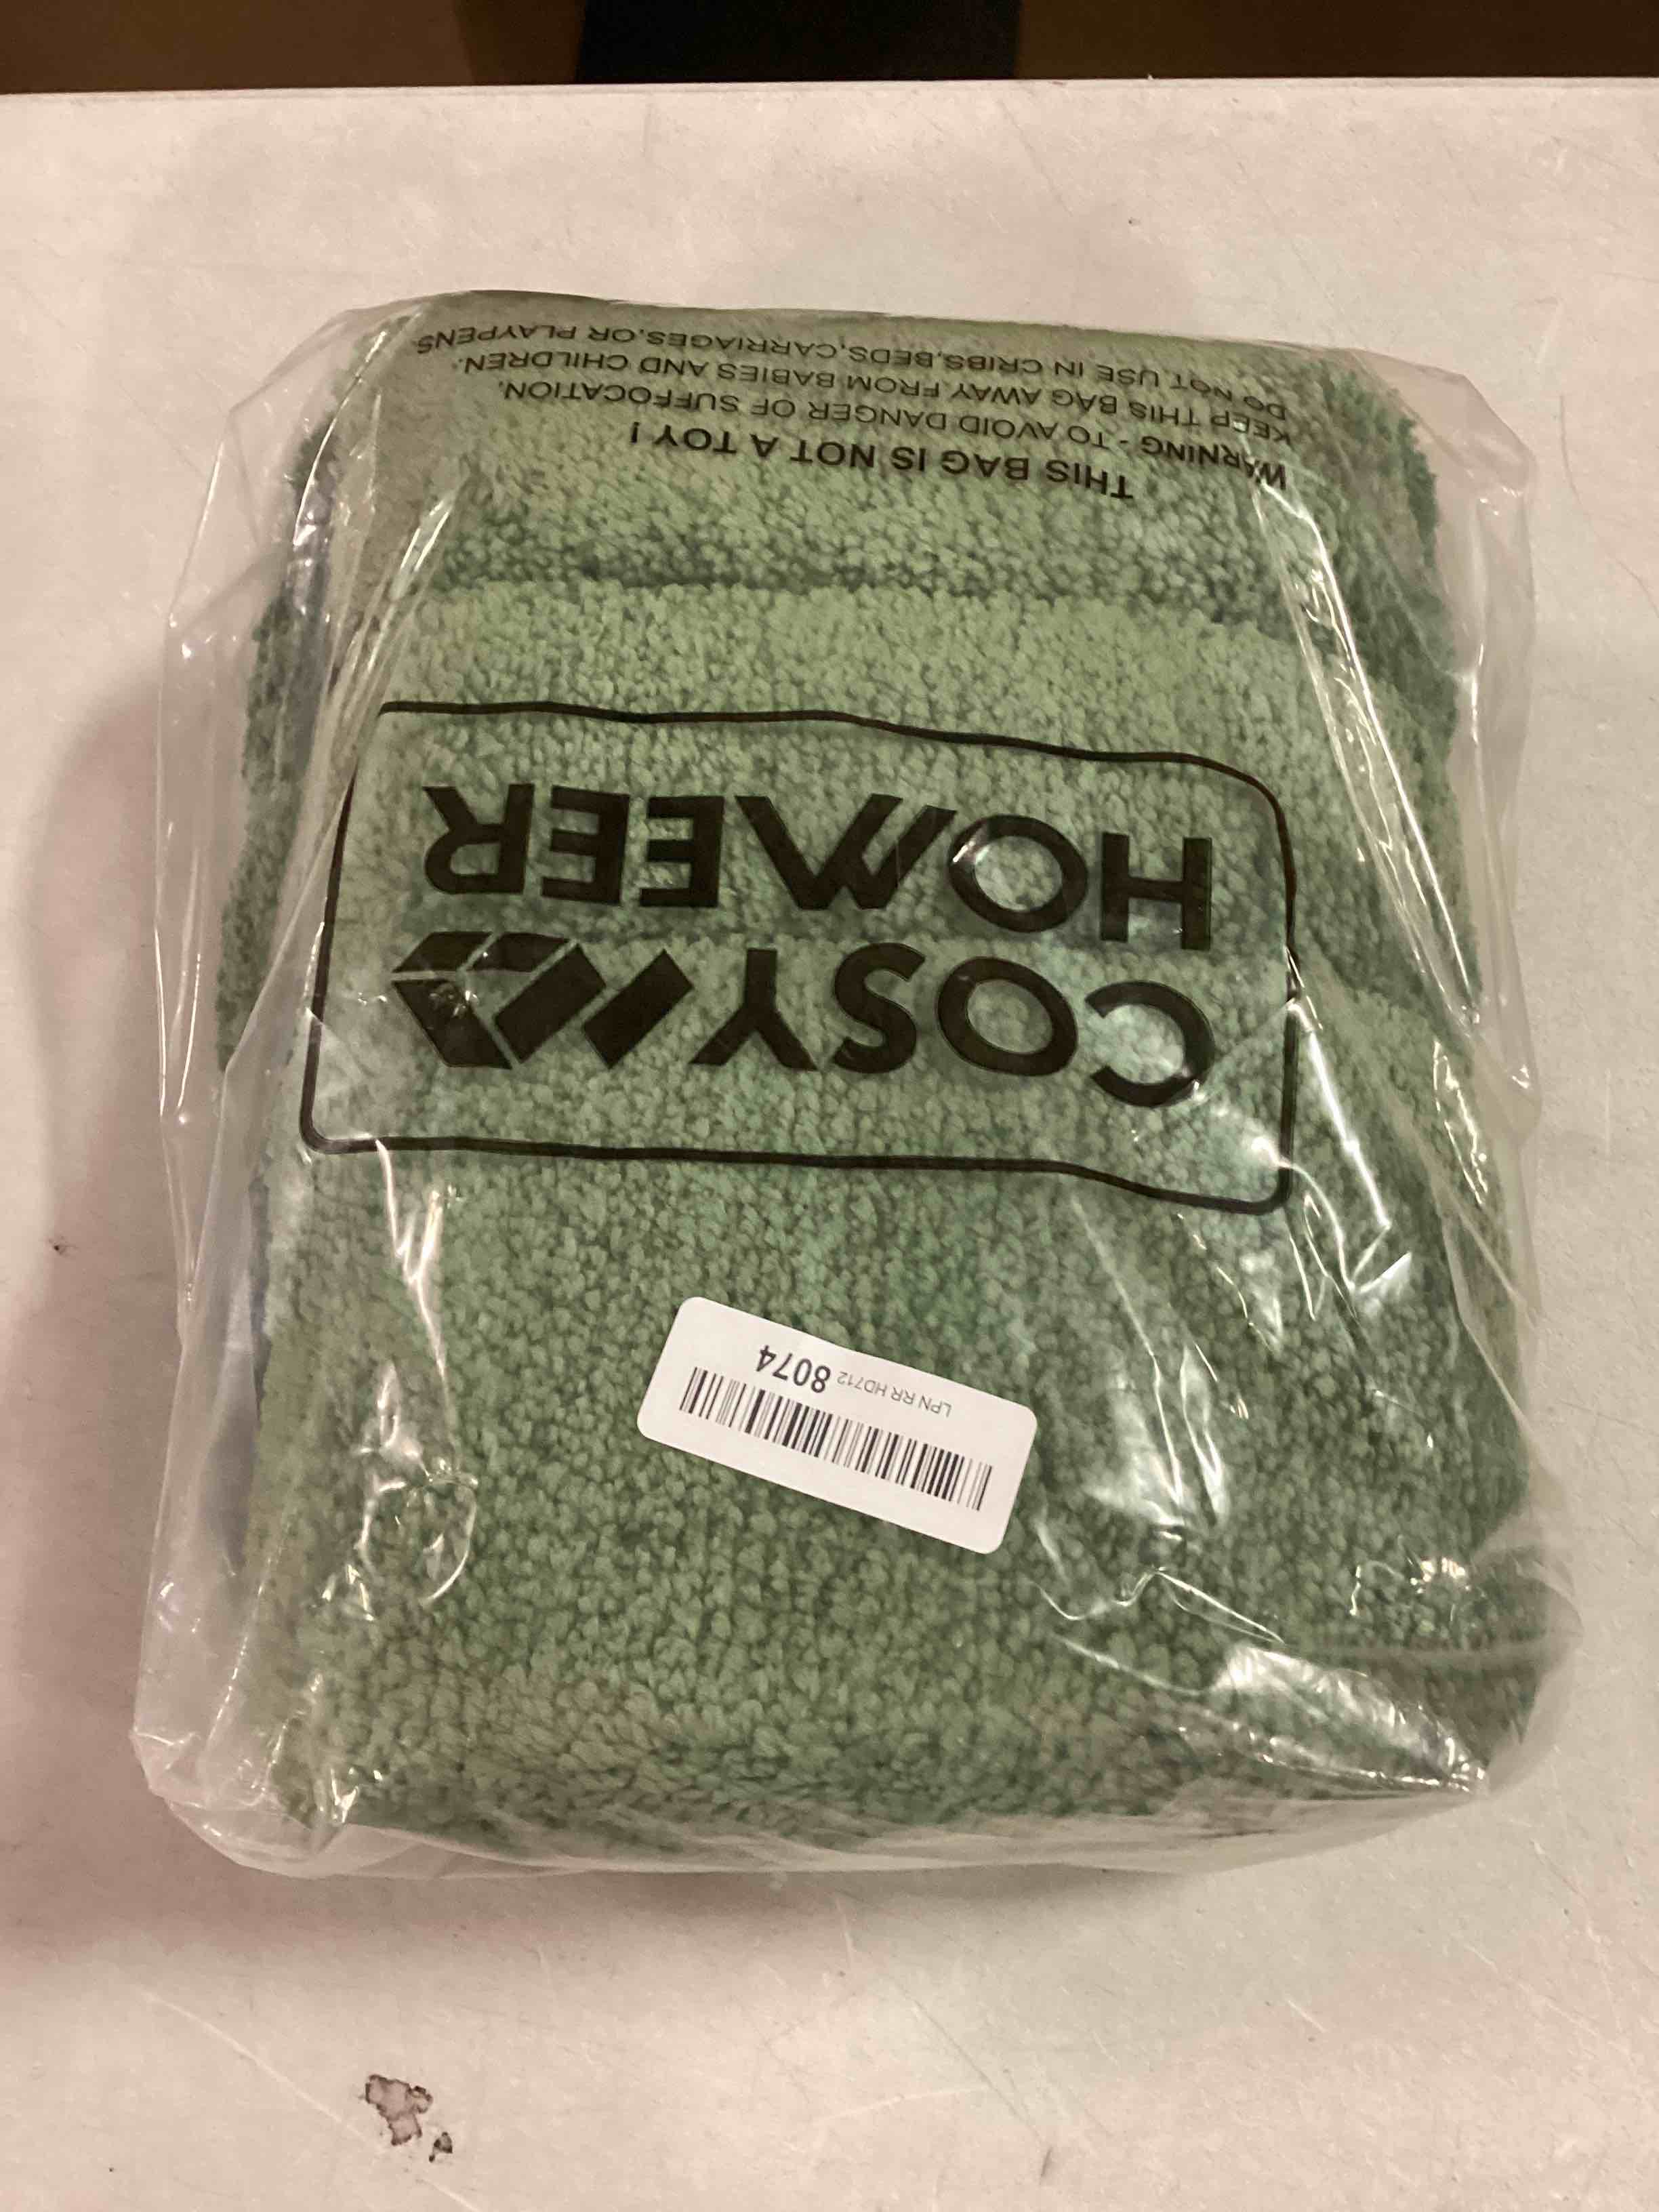 COSY
HOMEER
THIS BAG IS NOT A TOY !
WARNING - TO AVOID DANGER OF SUFFOCATION,
KEEP THIS BAG AWAY FROM BABIES AND CHILDREN.
DO NOT USE IN CRIBS,BEDS,CARRIAGES,OR PLAYPENS.
LPN RR HD712 8074